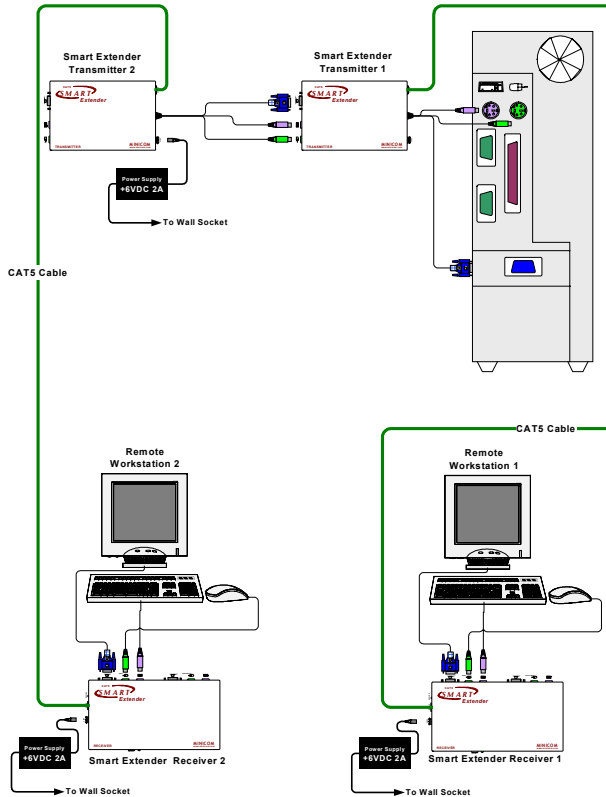 Smart Extender
Transmitter 2
Smart Extender
Transmitter 1
SMART
Extender
TRANSMITTER
MINICOM
SMART
Extender
TRANSMITTER
MINICOM
Power Supply
+6VDC 2A
To Wall Socket
CAT5 Cable
CAT5 Cable
Remote
Workstation 2
Remote
Workstation 1
SMART
Extender
RECEIVER
MINICOM
SMART
Extender
RECEIVER
MINICOM
Power Supply
+6VDC 2A
Smart Extender Receiver 2
Power Supply
+6VDC 2A
Smart Extender Receiver 1
To Wall Socket
To Wall Socket